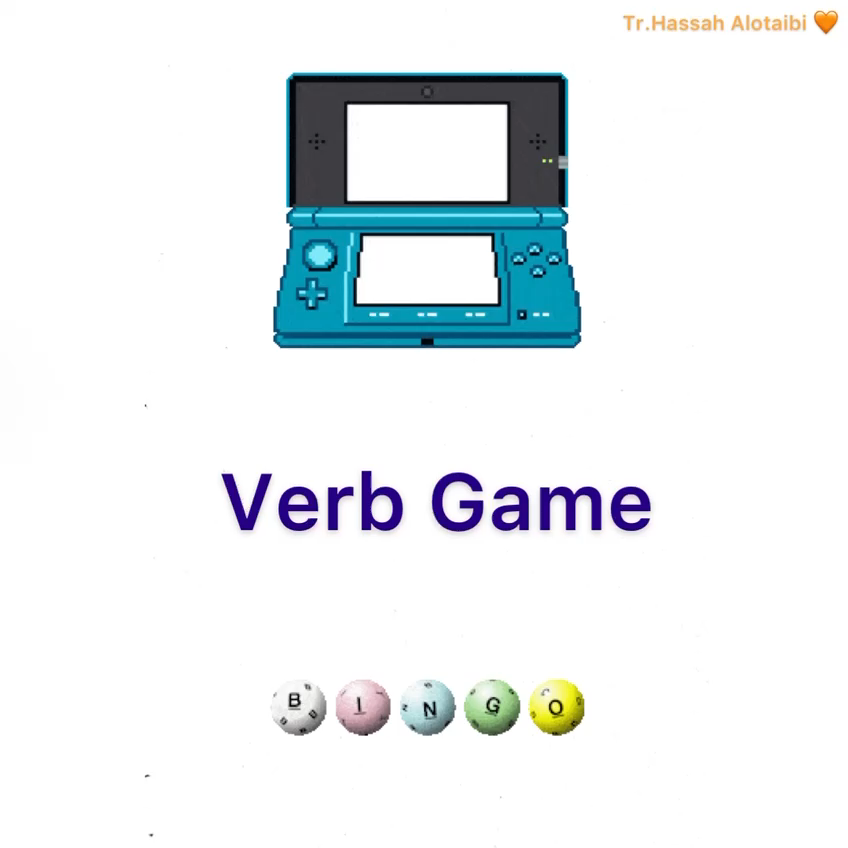 Tr.Hassah Alotaibi 🧡
Verb Game
B I N G O